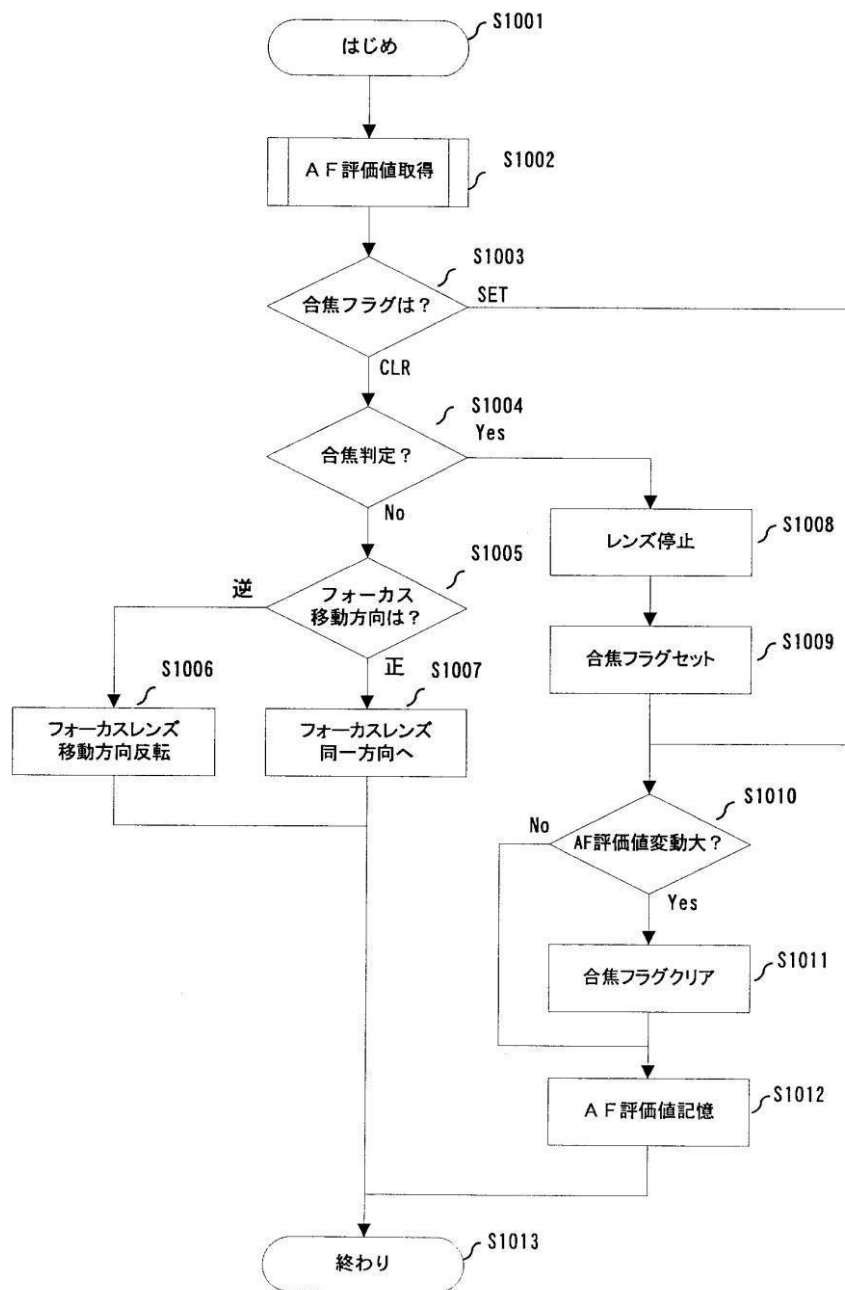 S1001
はじめ
AF評価値取得
S1002
S1003
合焦フラグは?
SET
CLR
S1004
合焦判定?
Yes
No
S1008
レンズ停止
S1005
フォーカス
移動方向は?
逆
正
S1009
合焦フラグセット
S1006
フォーカスレンズ
移動方向反転
S1007
フォーカスレンズ
同一方向へ
S1010
AF評価値変動大?
No
Yes
S1011
合焦フラグクリア
S1012
AF評価値記憶
S1013
終わり